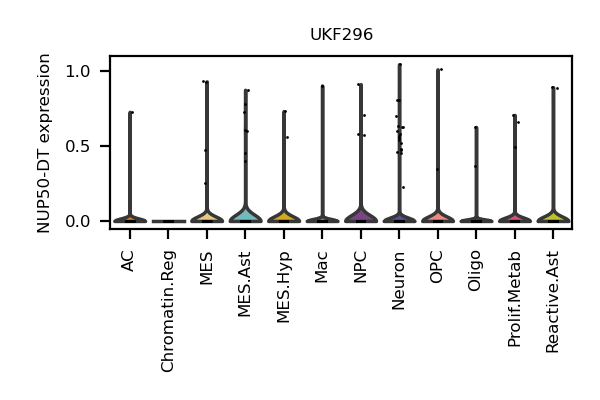 UKF296
NUP50-DT expression
1.0
0.5
0.0
AC
Chromatin.Reg
MES
MES.Ast
MES.Hyp
Mac
NPC
Neuron
OPC
Oligo
Prolif.Metab
Reactive.Ast